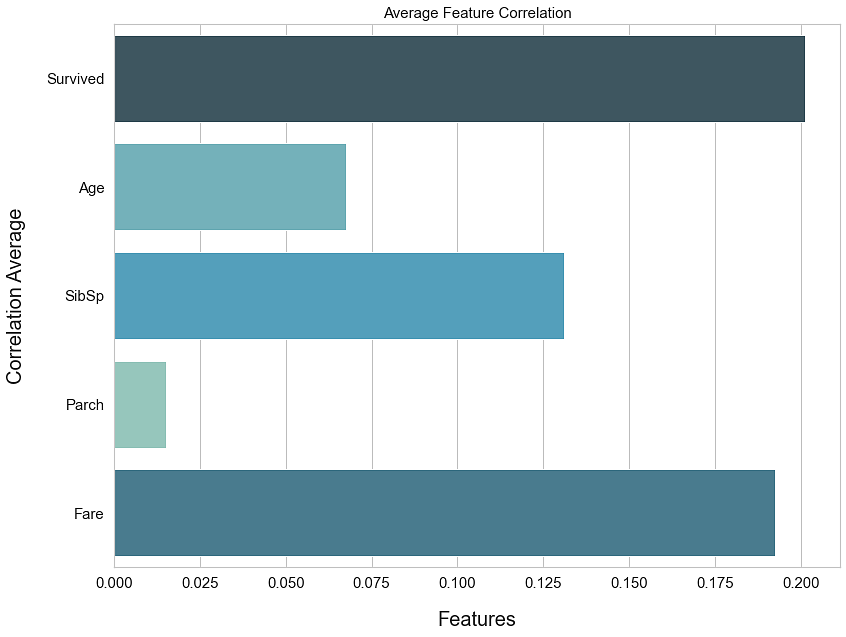 Average Feature Correlation
Correlation Average
Survived
Age
SibSp
Parch
Fare
0.000 0.025 0.050 0.075 0.100 0.125 0.150 0.175 0.200
Features